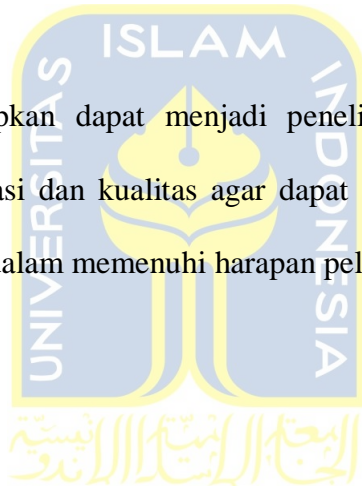 ISLAM
UNIVERSITAS
INDONESIA
pkan dapat menjadi peneli
asi dan kualitas agar dapat
dalam memenuhi harapan pel